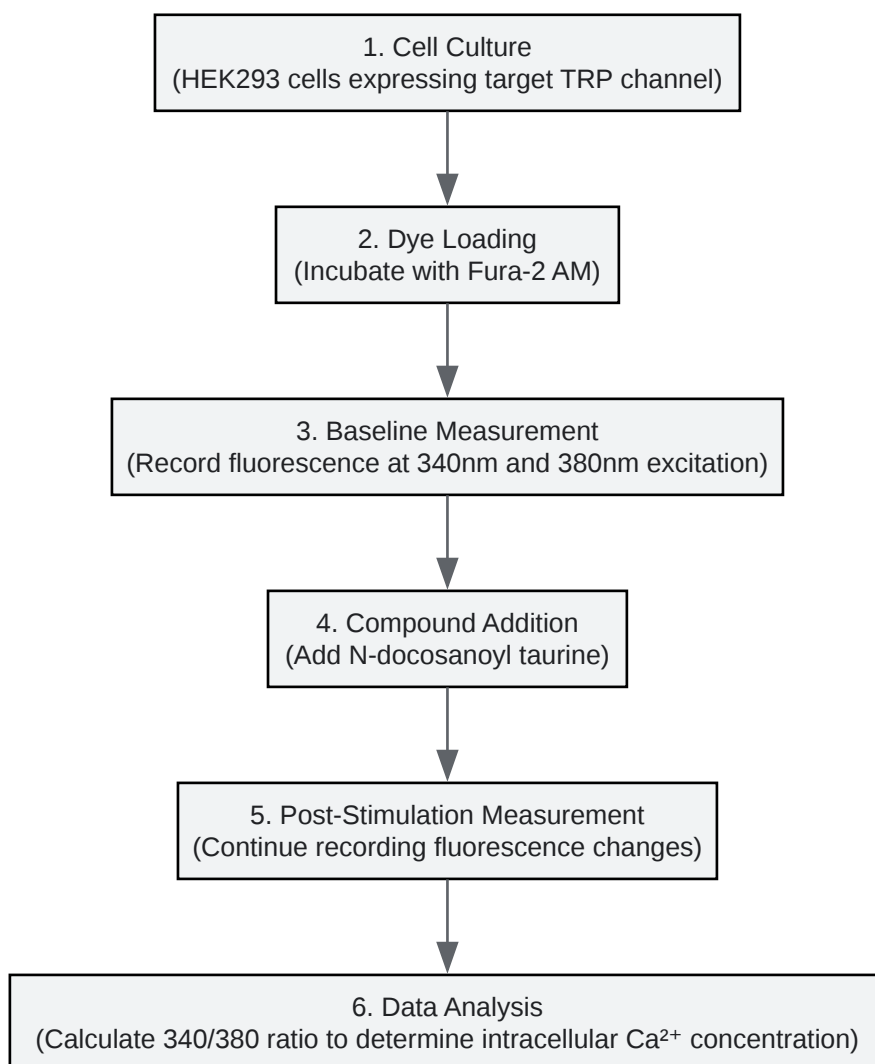 1. Cell Culture
(HEK293 cells expressing target TRP channel)
2. Dye Loading
(Incubate with Fura-2 AM)
3. Baseline Measurement
(Record fluorescence at 340nm and 380nm excitation)
4. Compound Addition
(Add N-docosanoyl taurine)
5. Post-Stimulation Measurement
(Continue recording fluorescence changes)
6. Data Analysis
(Calculate 340/380 ratio to determine intracellular Ca²⁺ concentration)